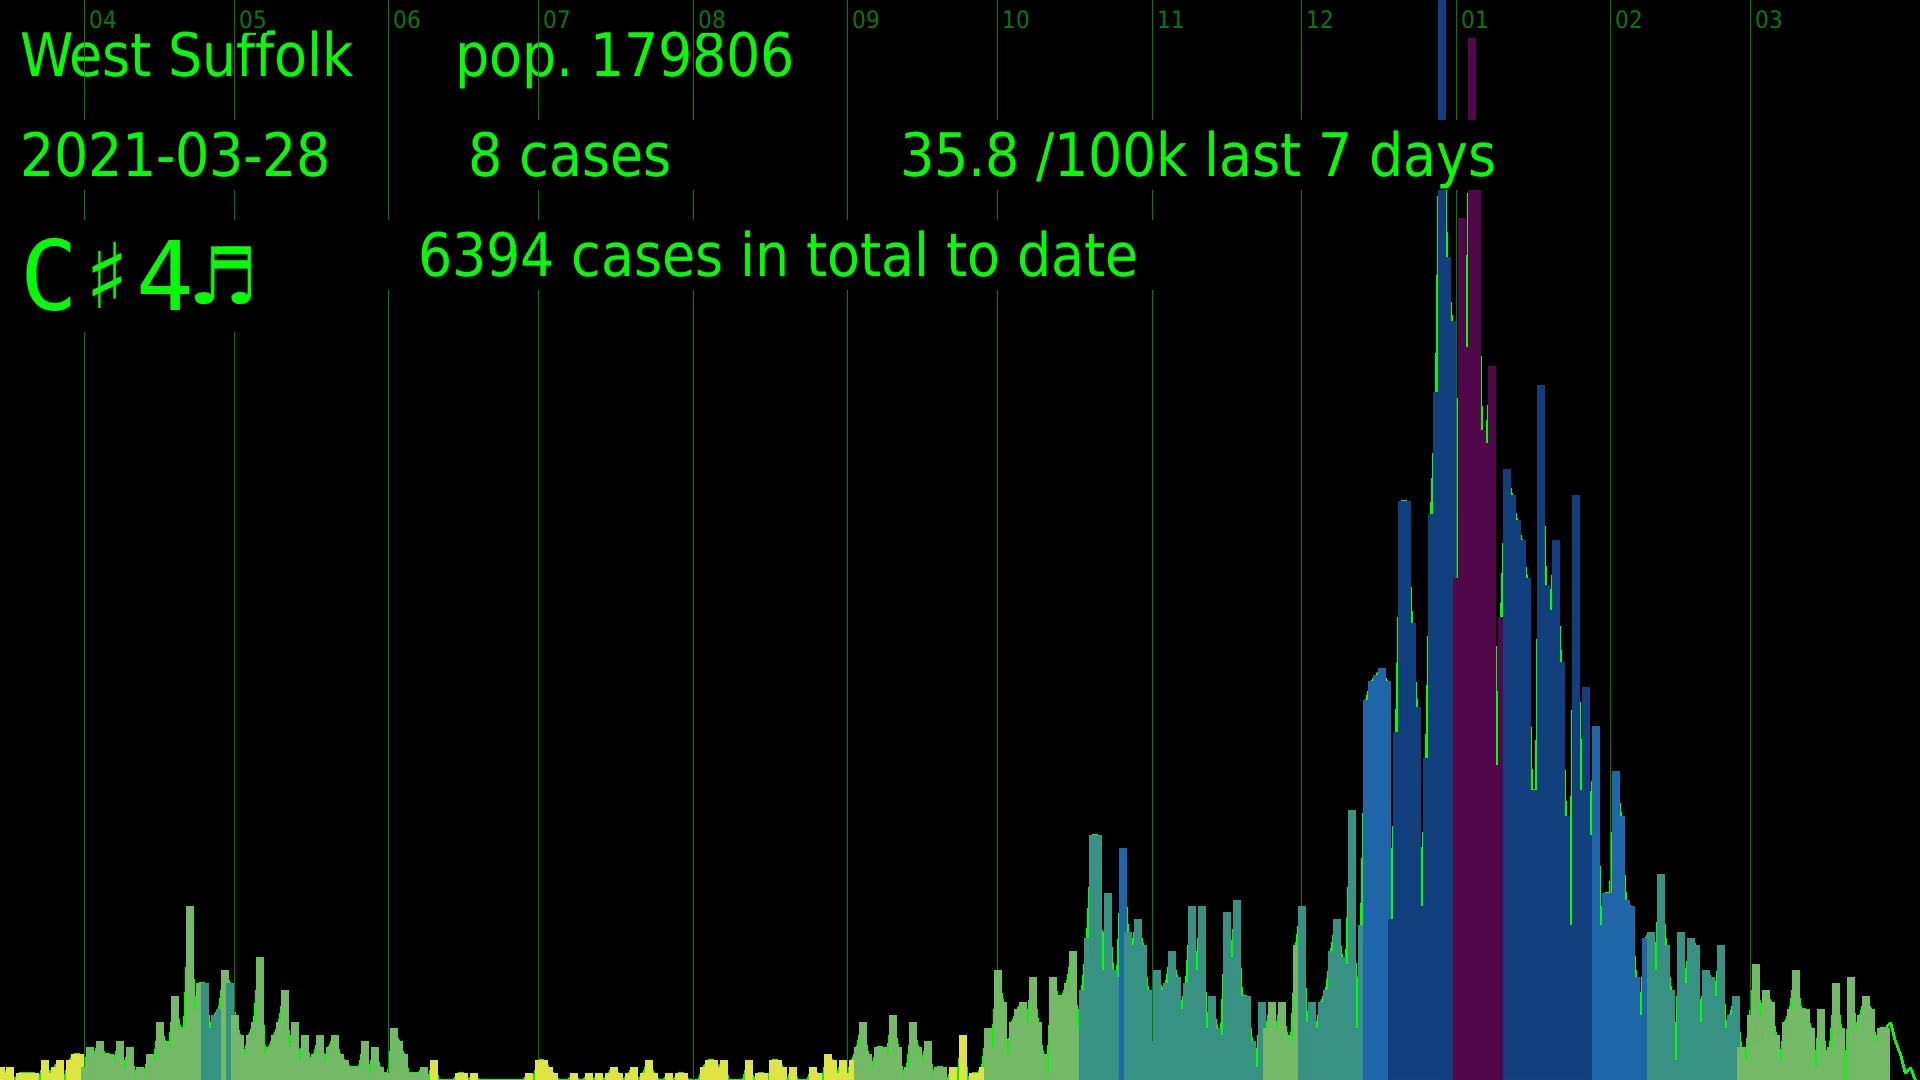 04 05 06 07 08 09 10 11 12 01 02 03
West Suffolk pop. 179806
2021-03-28 8 cases 35.8 /100k last 7 days
C♯4♬ 6394 cases in total to date